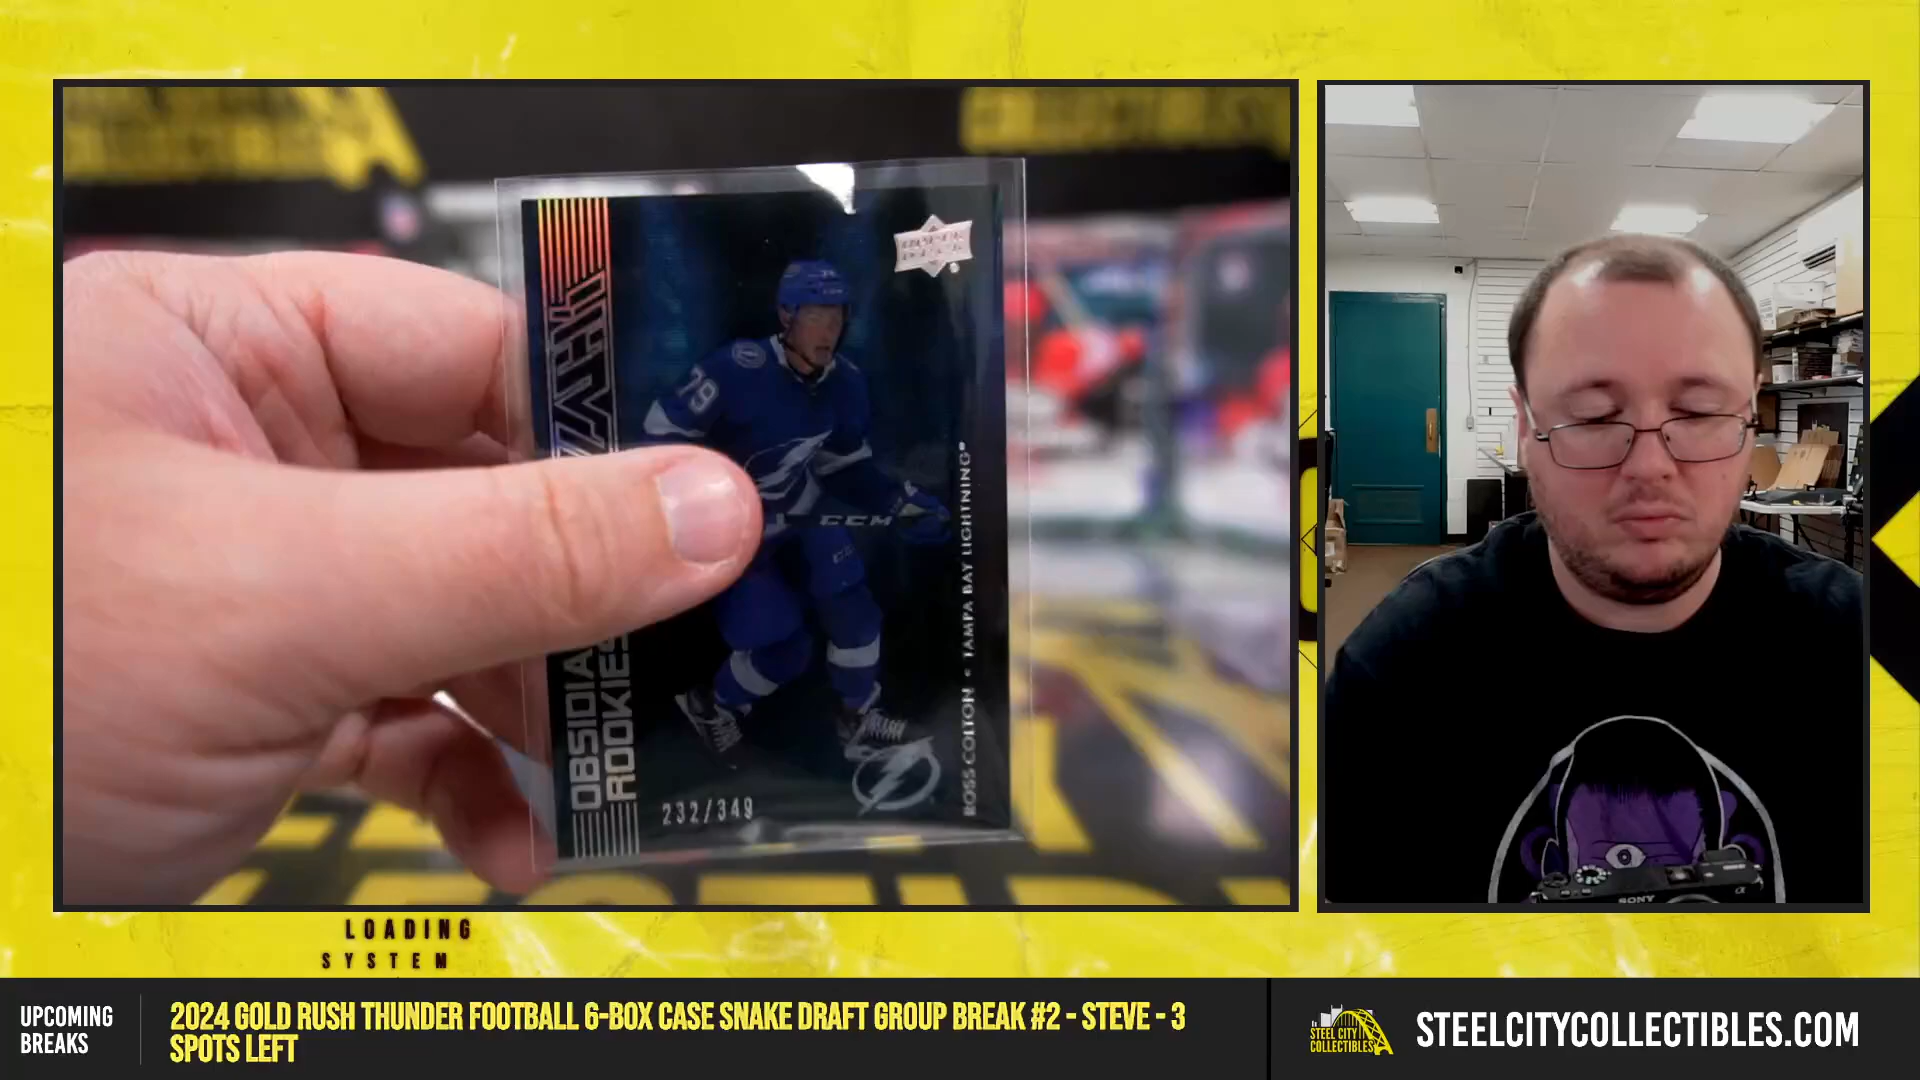 79
CCM
OBSIDIA
ROOKIES
232/349
ROSS COLTON • TAMPA BAY LIGHTNING®
SONY
LOADING
SYSTEM
UPCOMING
BREAKS
2024 GOLD RUSH THUNDER FOOTBALL 6-BOX CASE SNAKE DRAFT GROUP BREAK #2 - STEVE - 3
SPOTS LEFT
STEEL CITY
COLLECTIBLES
STEELCITYCOLLECTIBLES.COM